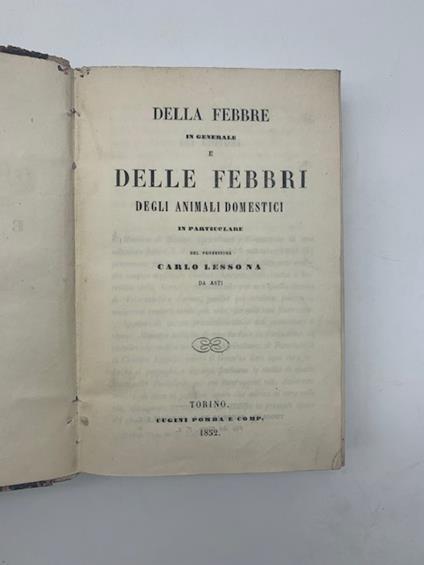 DELLA FEBBRE
IN GENERALE
E
DELLE FEBBRI
DEGLI ANIMALI DOMESTICI
IN PARTICOLARE
DEL PROFESSORE
CARLO LESSONA
DA ASTI
TORINO,
CUGINI POMBA E COMP.
1852.